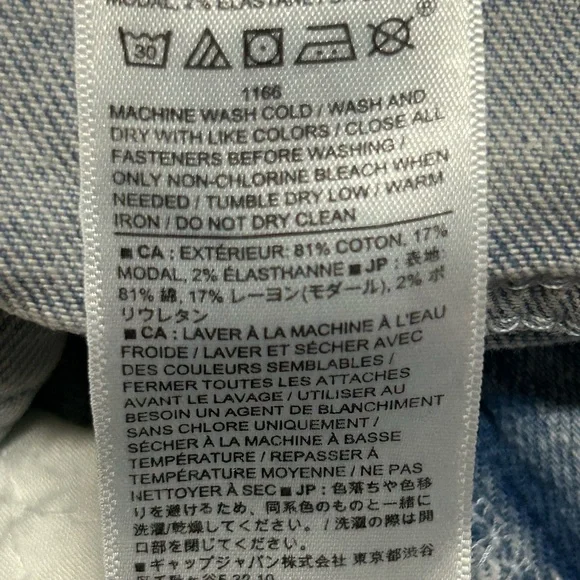 MODAL, 2% ELASTANE /
30
®
1166
MACHINE WASH COLD / WASH AND
DRY WITH LIKE COLORS / CLOSE ALL
FASTENERS BEFORE WASHING /
ONLY NON-CHLORINE BLEACH WHEN
NEEDED / TUMBLE DRY LOW / WARM
IRON / DO NOT DRY CLEAN
■ CA : EXTÉRIEUR: 81% COTON, 17%
MODAL, 2% ÉLASTHANNE ■ JP : 表地:
81% 綿, 17% レーヨン(モダール), 2% ポ
リウレタン
■ CA : LAVER À LA MACHINE À L'EAU
FROIDE / LAVER ET SÉCHER AVEC
DES COULEURS SEMBLABLES /
FERMER TOUTES LES ATTACHES
AVANT LE LAVAGE / UTILISER AU
BESOIN UN AGENT DE BLANCHIMENT
SANS CHLORE UNIQUEMENT /
SÉCHER À LA MACHINE À BASSE
TEMPÉRATURE / REPASSER À
TEMPÉRATURE MOYENNE / NE PAS
NETTOYER À SEC ■ JP : 色落ちや色移
りを避けるため、同系色のものと一緒に
洗濯/乾燥してください。/ 洗濯の際は開
口部を閉じてください。
■ ギャップジャパン株式会社 東京都渋谷
5-32-10